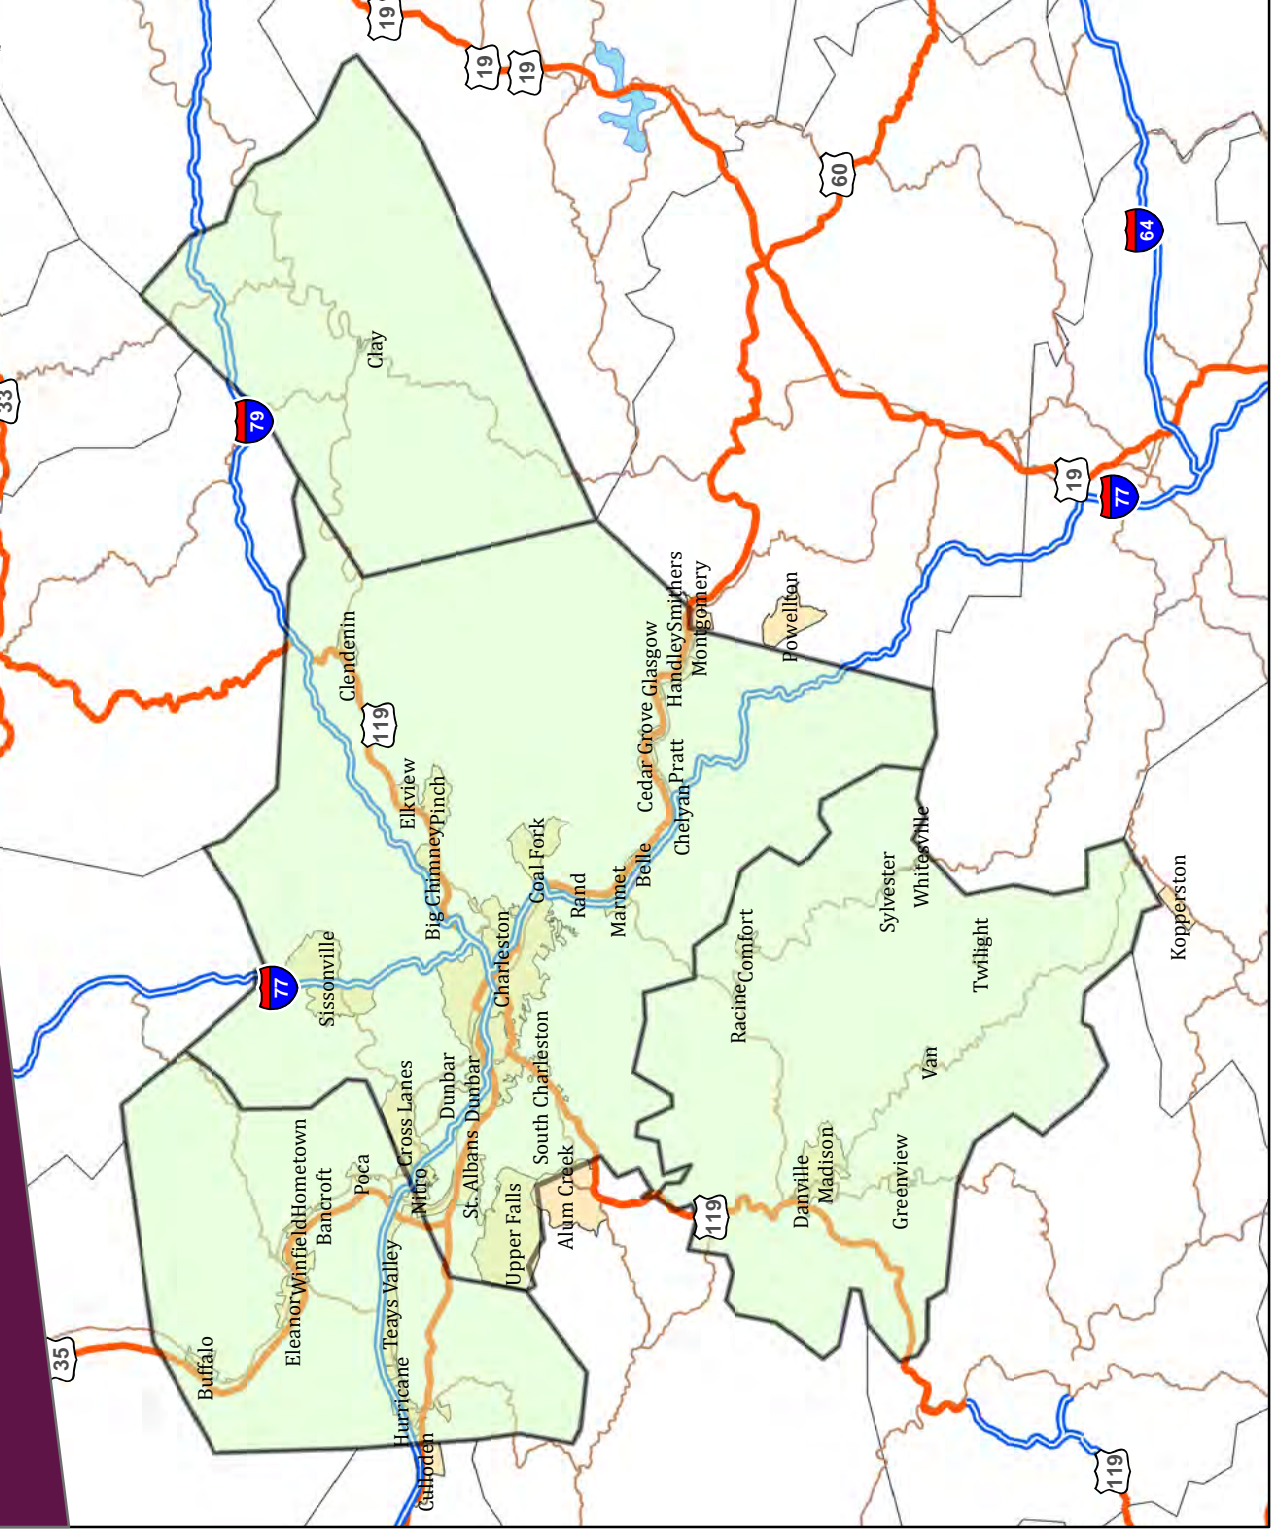 35
Buffalo
Eleanor
Winfield
Hometown
Bancroft
Poca
Culloden
Hurricane
Teays Valley
Nitro
Cross Lanes
Dunbar
St. Albans
Dunbar
Upper Falls
South Charleston
Alum Creek
Charleston
77
Sissonville
Big Chimney
Pinch
Elkview
119
Clendenin
79
33
Clay
19
19
19
60
64
Coal Fork
Rand
Marmet
Belle
Chelyan
Pratt
Cedar Grove
Glasgow
Handley
Smithers
Montgomery
Powellton
19
77
Racine
Comfort
Sylvester
Whitesville
Twilight
Van
119
Danville
Madison
Greenview
Kopperston
119